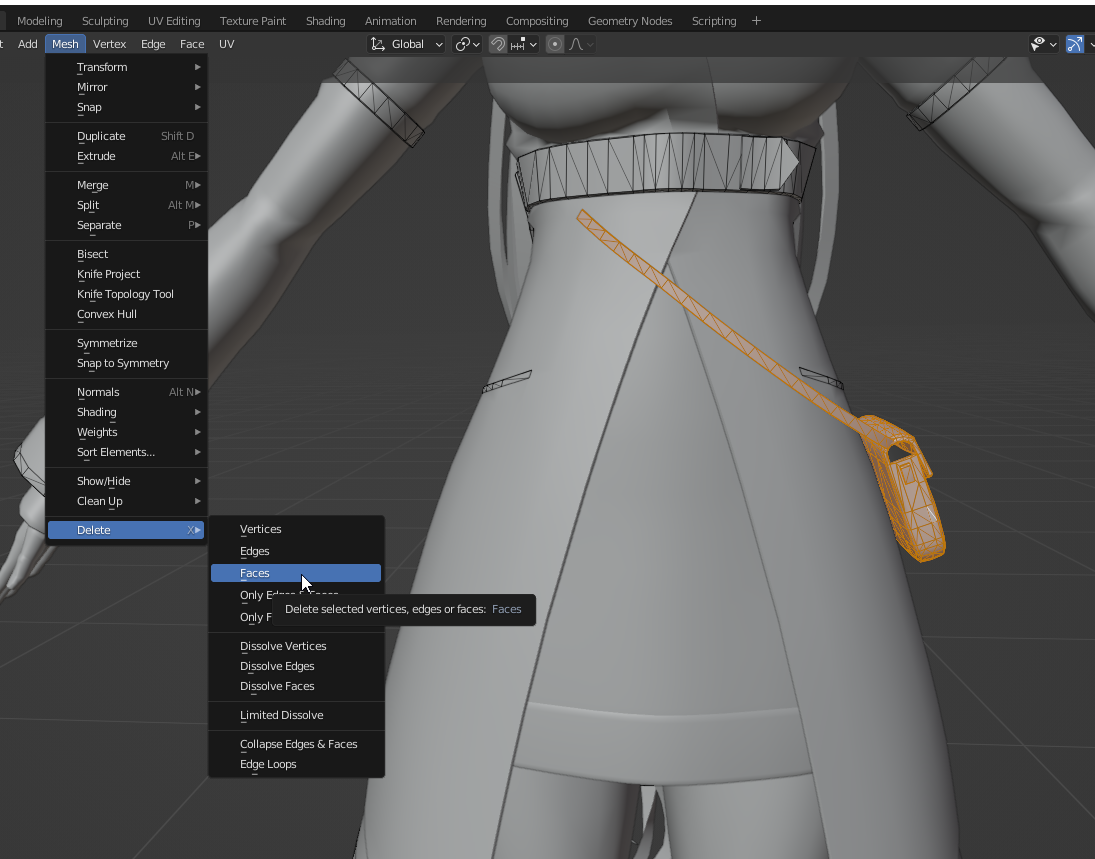 Modeling Sculpting UV Editing Texture Paint Shading Animation Rendering Compositing Geometry Nodes Scripting +
t Add Mesh Vertex Edge Face UV Global
Transform
Mirror
Snap
Duplicate Shift D
Extrude Alt E
Merge M
Split Alt M
Separate P
Bisect
Knife Project
Knife Topology Tool
Convex Hull
Symmetrize
Snap to Symmetry
Normals Alt N
Shading
Weights
Sort Elements...
Show/Hide
Clean Up
Delete X
Vertices
Edges
Faces
Only Edges & Faces
Delete selected vertices, edges or faces: Faces
Only F
Dissolve Vertices
Dissolve Edges
Dissolve Faces
Limited Dissolve
Collapse Edges & Faces
Edge Loops